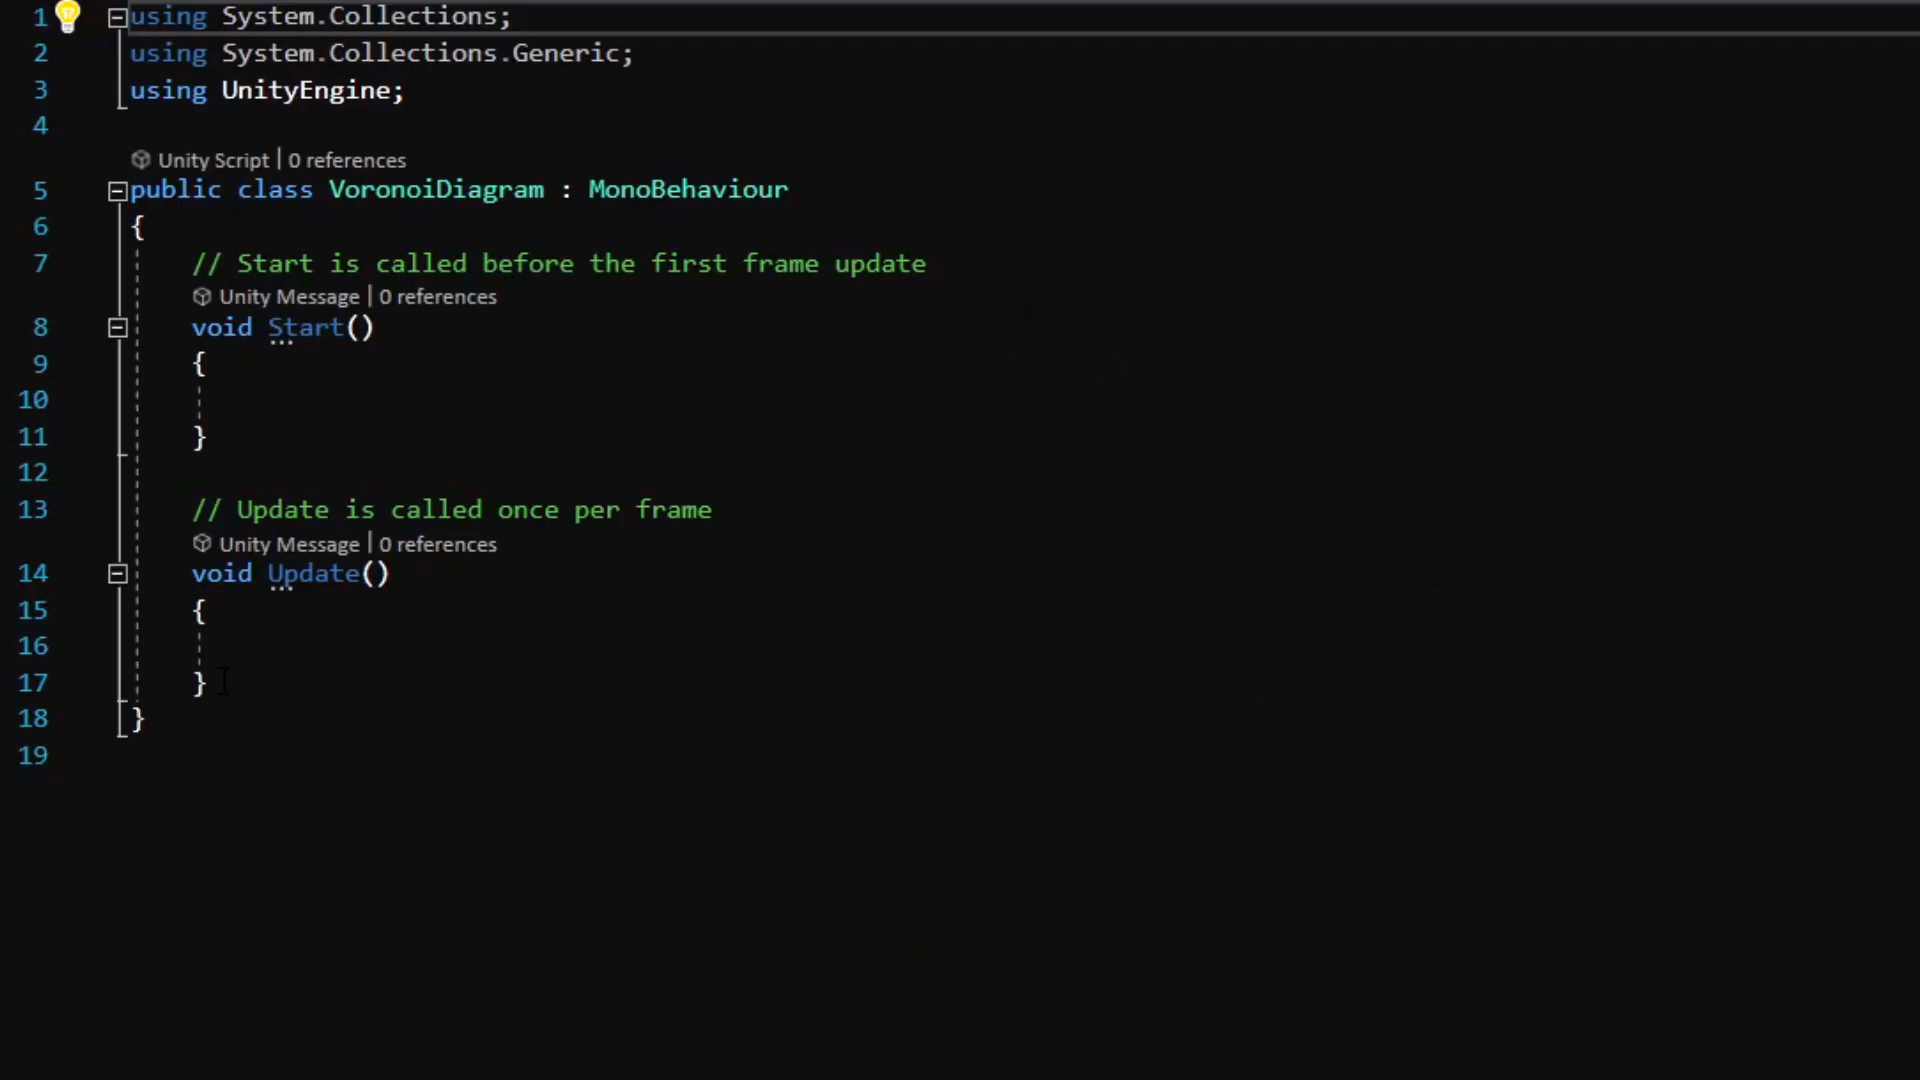 1 using System.Collections;
2 using System.Collections.Generic;
3 using UnityEngine;
4
Unity Script | 0 references
5 public class VoronoiDiagram : MonoBehaviour
6 {
7 // Start is called before the first frame update
Unity Message | 0 references
8 void Start()
9 {
10
11 }
12
13 // Update is called once per frame
Unity Message | 0 references
14 void Update()
15 {
16
17 }
18 }
19